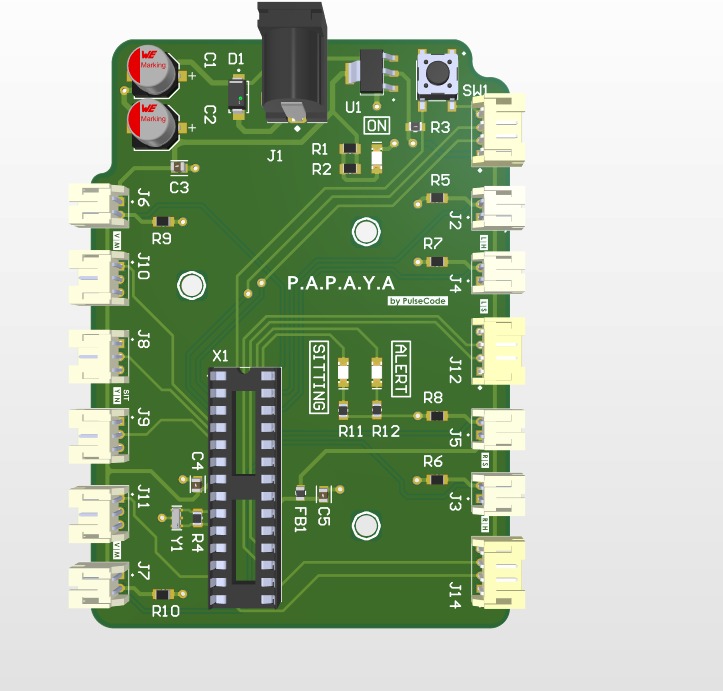 WE
Marking
+
WE
Marking
+
C1
C2
D1
J1
U1
ON
SW1
R3
R1
R2
C3
J6
R5
J2
R9
V/M
L/H
J10
R7
J4
P.A.P.A.Y.A
by PulseCode
L/S
J8
X1
SITTING
ALERT
J12
SIT
Y/N
J9
R8
R11
R12
J5
C4
R6
R/S
J11
FB1
C5
J3
Y1
R4
R/H
V/M
J7
R10
J14